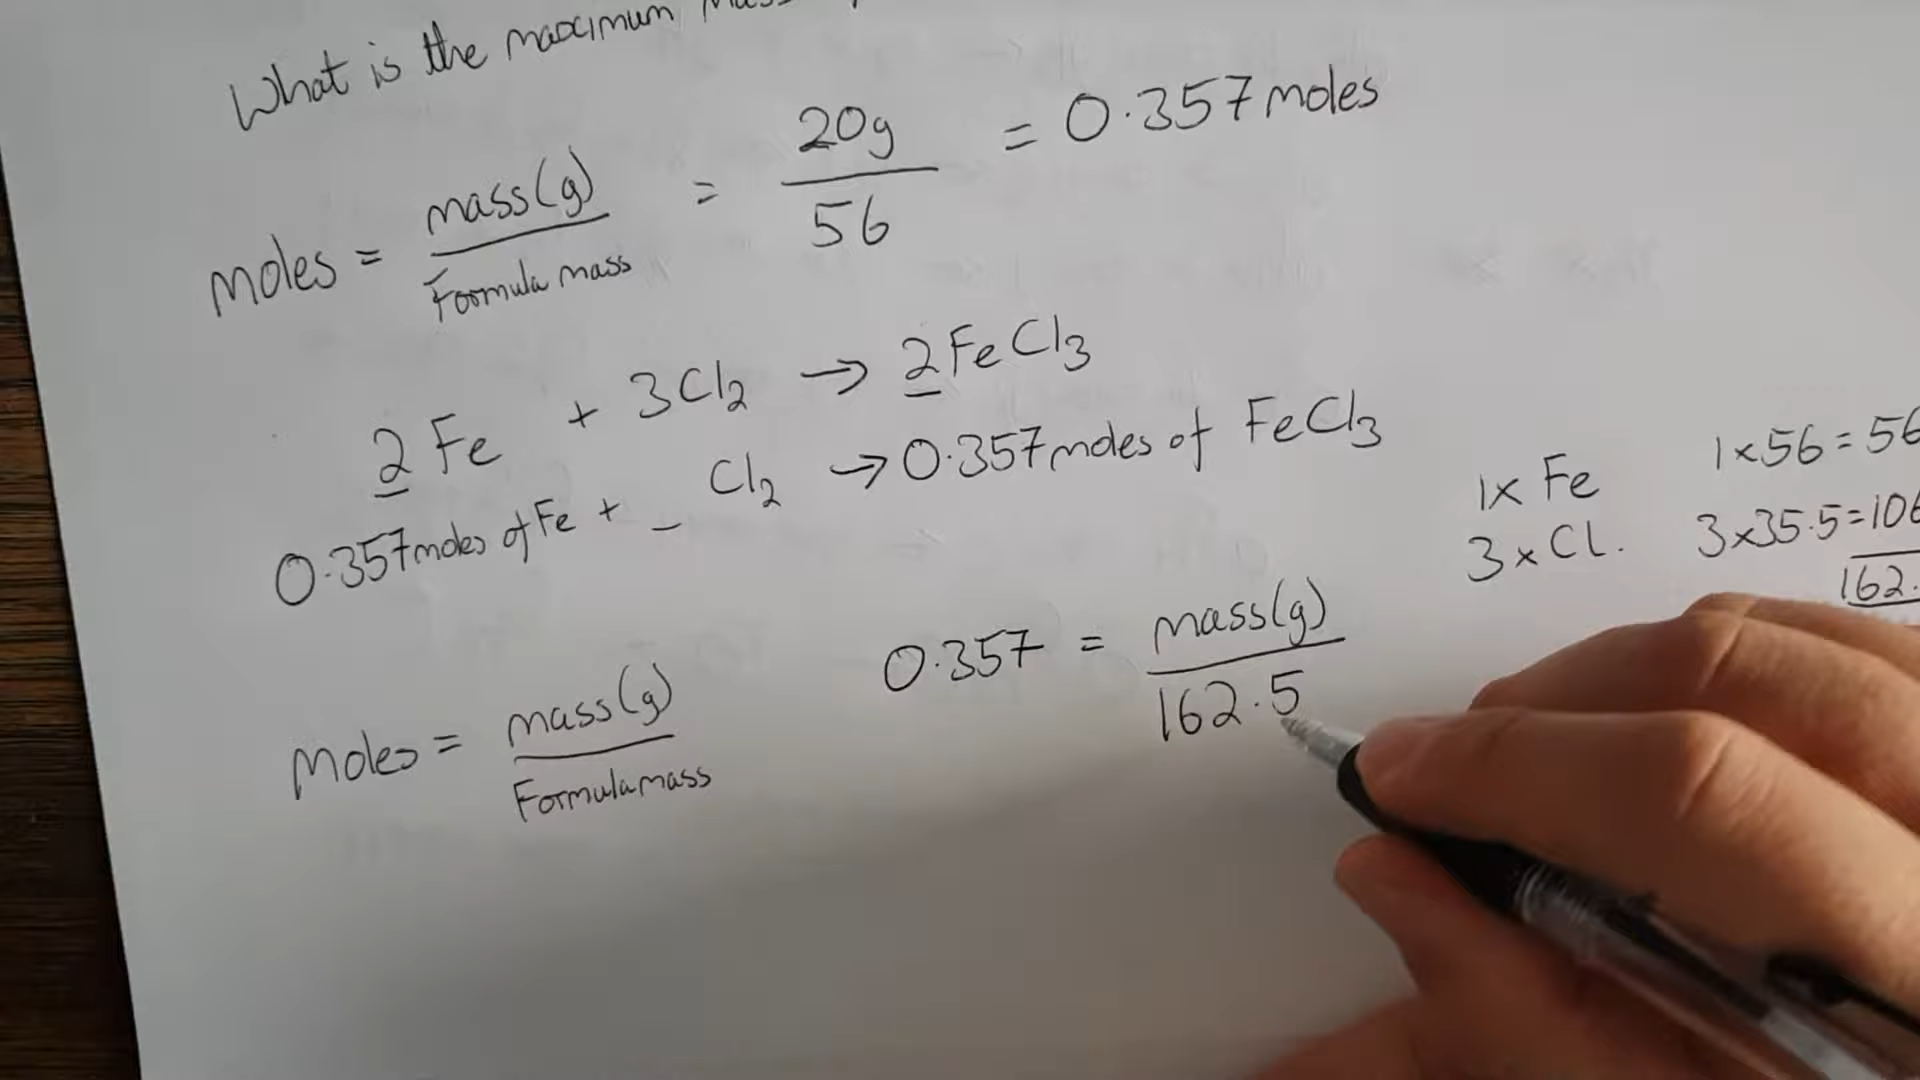 What is the maximum
moles = mass(g) / Formula mass = 20g / 56 = 0.357 moles
2 Fe + 3Cl2 → 2FeCl3
0.357 moles of Fe + _ Cl2 → 0.357 moles of FeCl3
1x Fe 1x56=56
3xCl. 3x35.5=106
162.
Moles = mass(g) / Formula mass 0.357 = mass(g) / 162.5